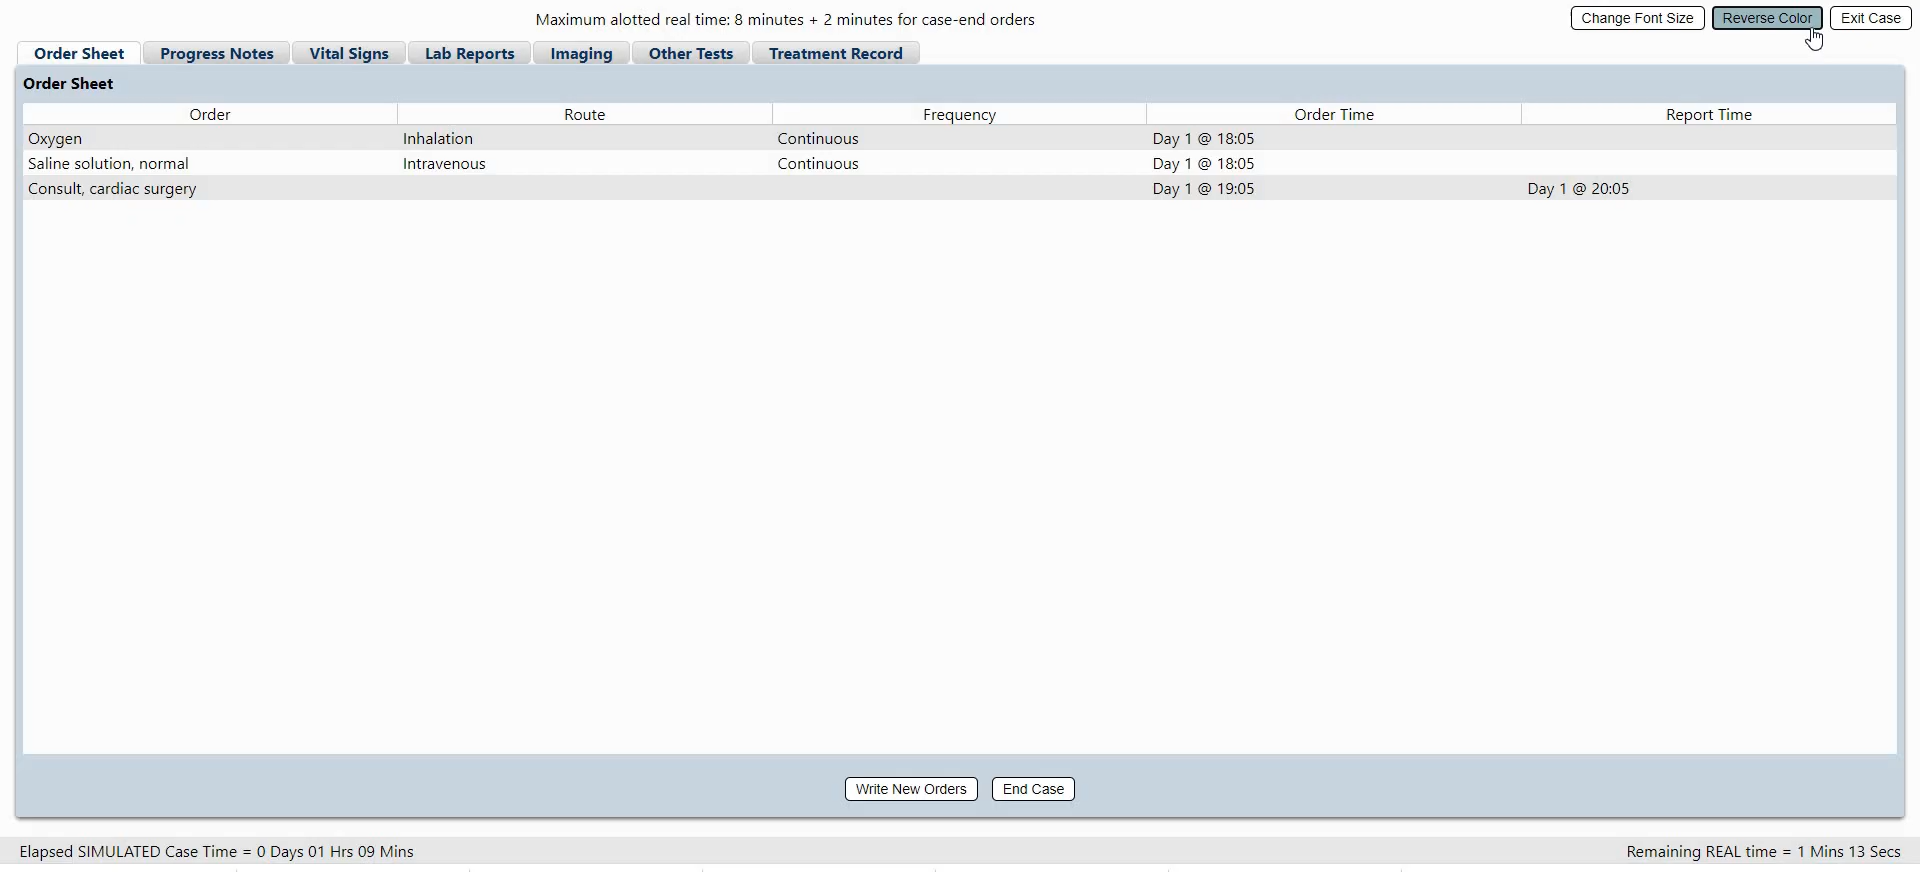 Maximum alotted real time: 8 minutes + 2 minutes for case-end orders
Change Font Size Reverse Color Exit Case
Order Sheet Progress Notes Vital Signs Lab Reports Imaging Other Tests Treatment Record
Order Sheet
Order Route Frequency Order Time Report Time
Oxygen Inhalation Continuous Day 1 @ 18:05
Saline solution, normal Intravenous Continuous Day 1 @ 18:05
Consult, cardiac surgery Day 1 @ 19:05 Day 1 @ 20:05
Write New Orders End Case
Elapsed SIMULATED Case Time = 0 Days 01 Hrs 09 Mins Remaining REAL time = 1 Mins 13 Secs